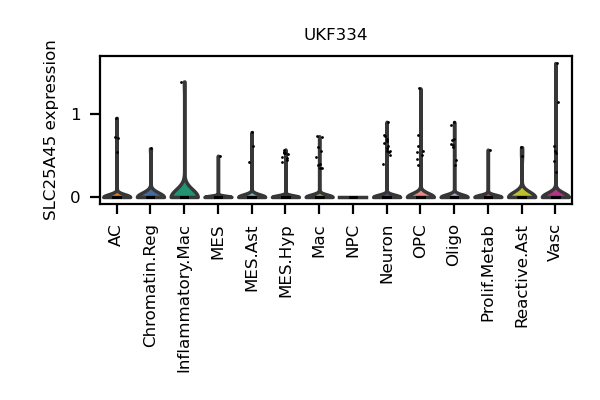 UKF334
SLC25A45 expression
1
0
AC
Chromatin.Reg
Inflammatory.Mac
MES
MES.Ast
MES.Hyp
Mac
NPC
Neuron
OPC
Oligo
Prolif.Metab
Reactive.Ast
Vasc